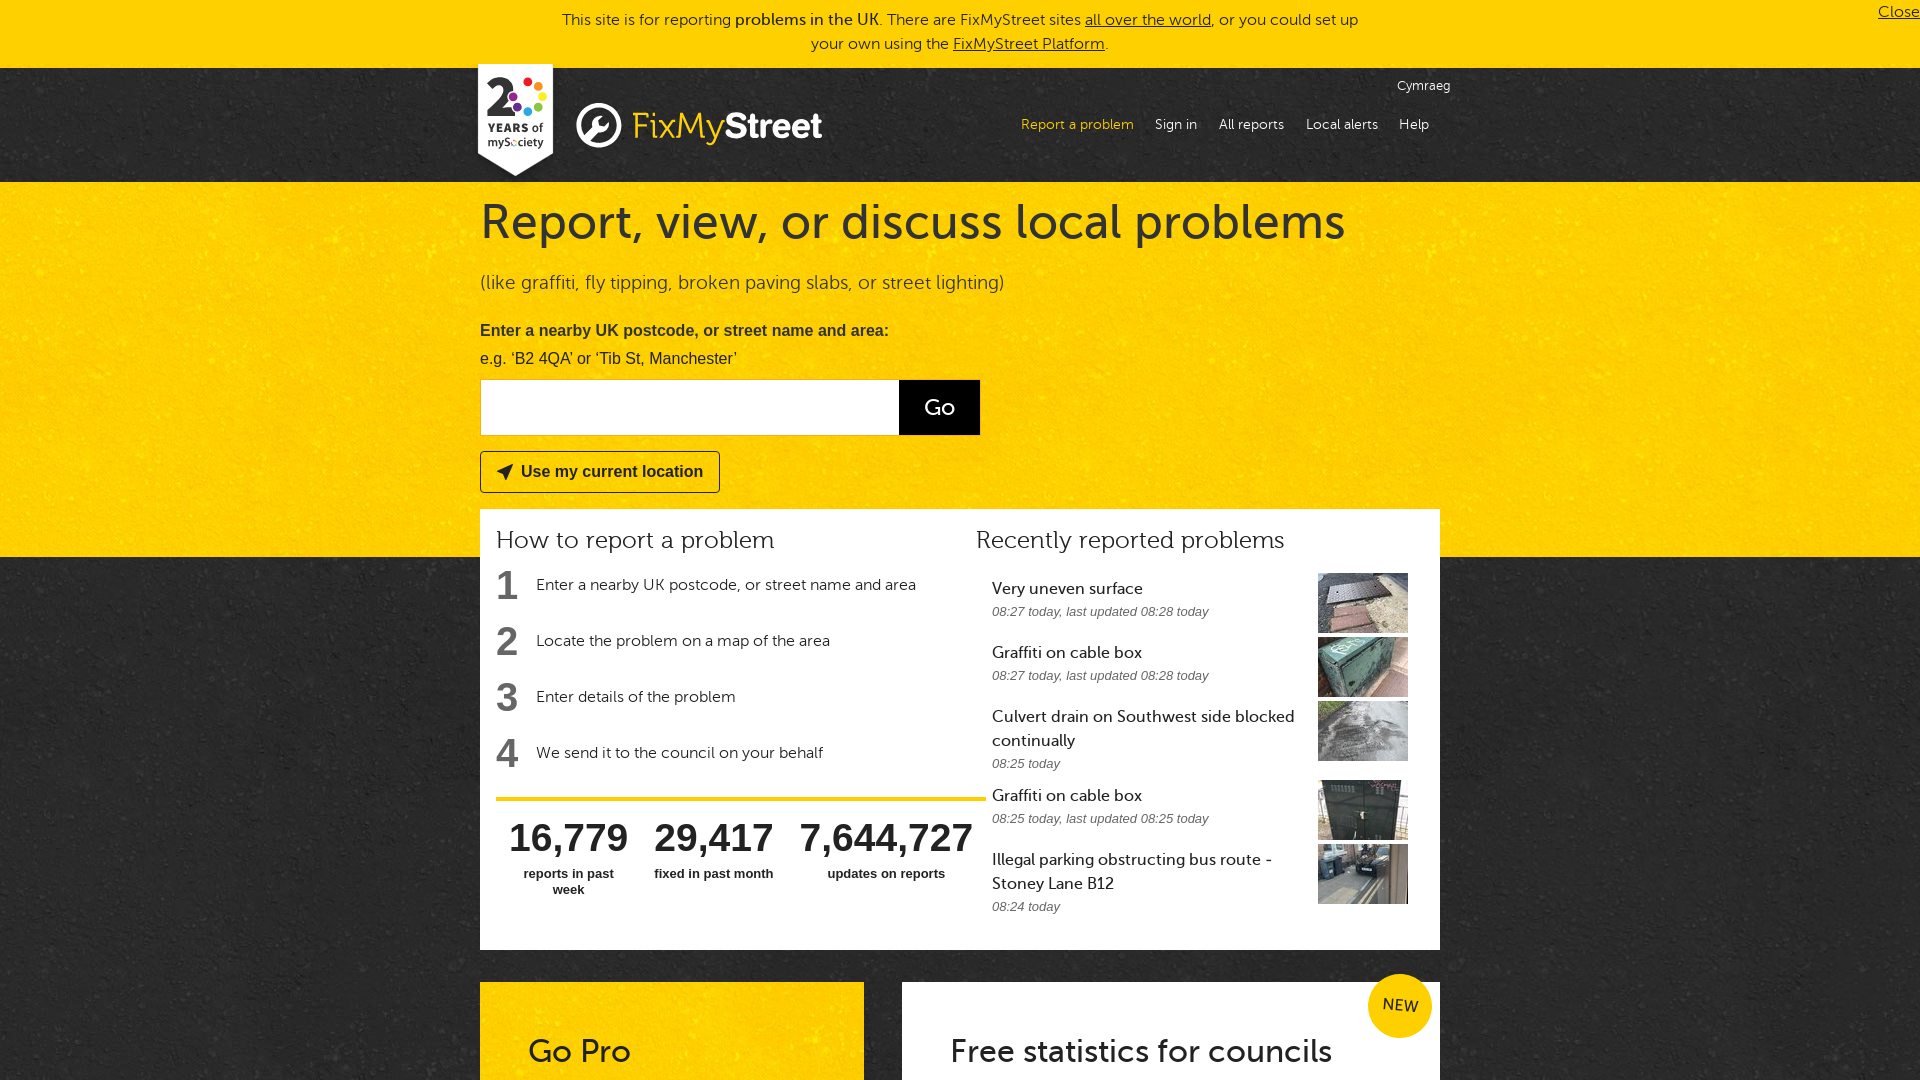 This site is for reporting problems in the UK. There are FixMyStreet sites all over the world, or you could set up
your own using the FixMyStreet Platform.
Close
20
YEARS of
mySociety
FixMyStreet
Cymraeg
Report a problem
Sign in
All reports
Local alerts
Help
Report, view, or discuss local problems
(like graffiti, fly tipping, broken paving slabs, or street lighting)
Enter a nearby UK postcode, or street name and area:
e.g. ‘B2 4QA’ or ‘Tib St, Manchester’
Go
Use my current location
How to report a problem
1 Enter a nearby UK postcode, or street name and area
2 Locate the problem on a map of the area
3 Enter details of the problem
4 We send it to the council on your behalf
16,779
reports in past
week
29,417
fixed in past month
7,644,727
updates on reports
Recently reported problems
Very uneven surface
08:27 today, last updated 08:28 today
Graffiti on cable box
08:27 today, last updated 08:28 today
Culvert drain on Southwest side blocked
continually
08:25 today
Graffiti on cable box
08:25 today, last updated 08:25 today
Illegal parking obstructing bus route -
Stoney Lane B12
08:24 today
Go Pro
NEW
Free statistics for councils